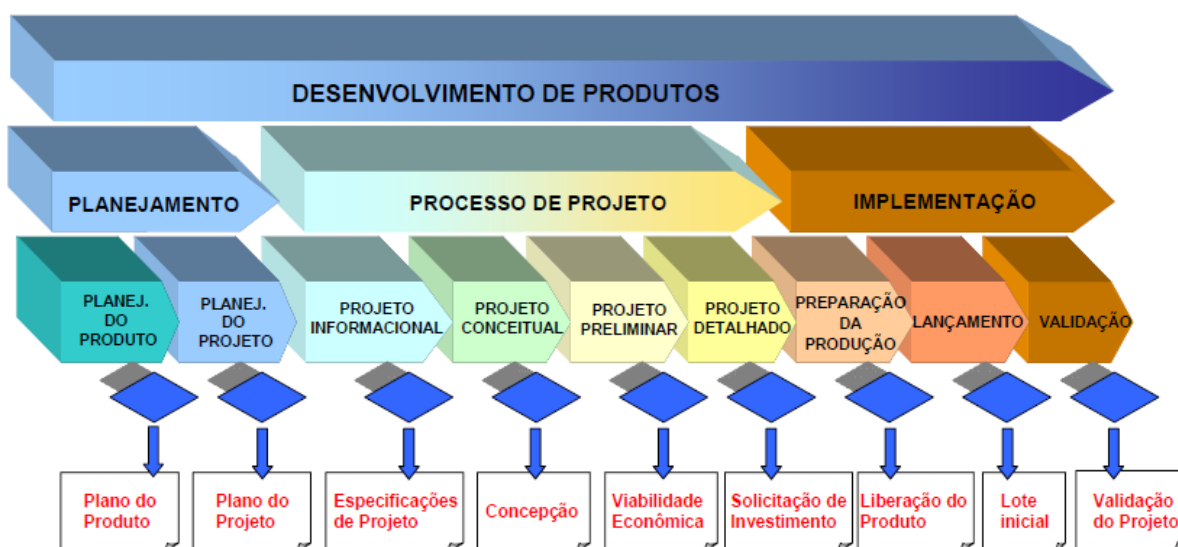 DESENVOLVIMENTO DE PRODUTOS
PLANEJAMENTO
PROCESSO DE PROJETO
IMPLEMENTAÇÃO
PLANEJ.
DO
PRODUTO
PLANEJ.
DO
PROJETO
PROJETO
INFORMACIONAL
PROJETO
CONCEITUAL
PROJETO
PRELIMINAR
PROJETO
DETALHADO
PREPARAÇÃO
DA
PRODUÇÃO
LANÇAMENTO
VALIDAÇÃO
Plano do
Produto
Plano do
Projeto
Especificações
de Projeto
Concepção
Viabilidade
Econômica
Solicitação de
Investimento
Liberação do
Produto
Lote
inicial
Validação
do Projeto